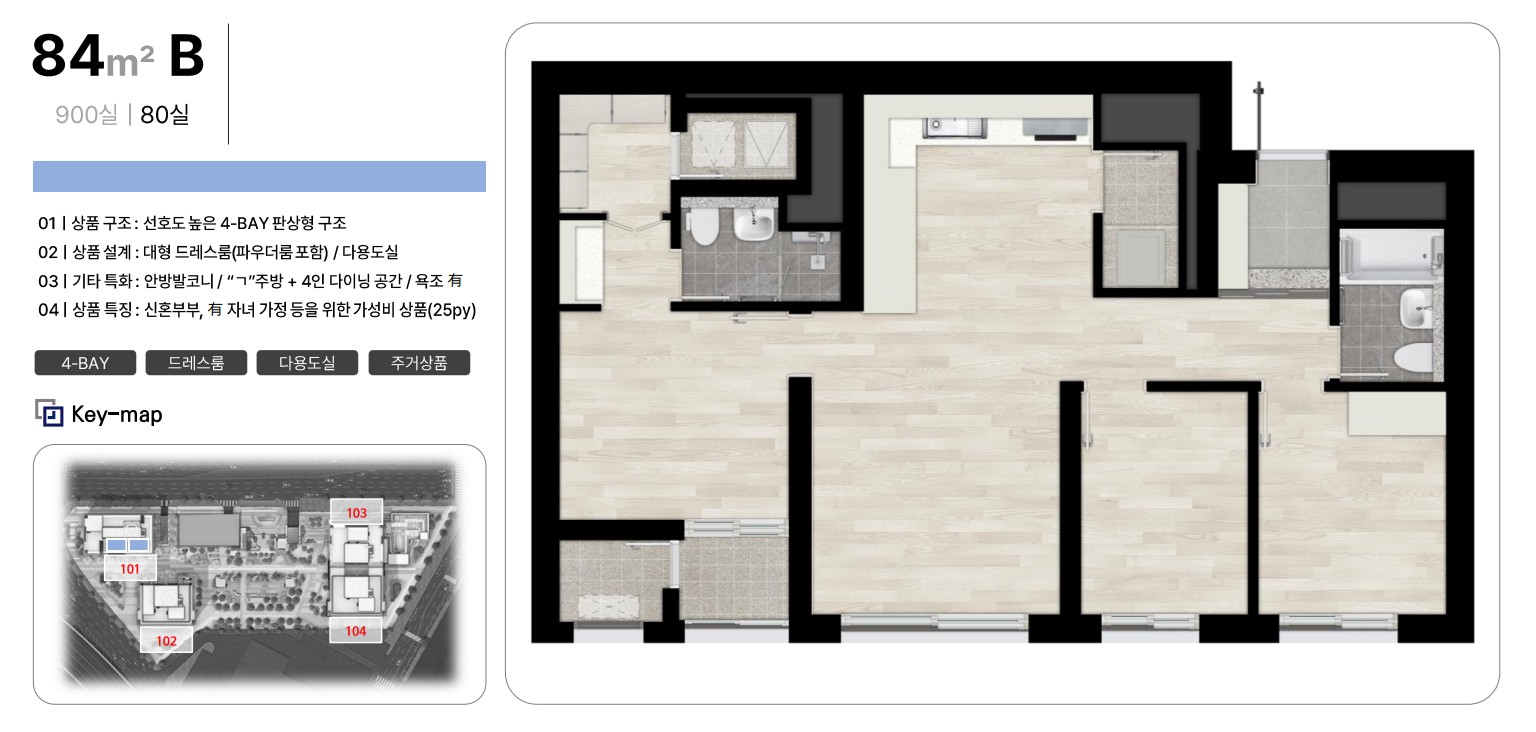 84m² B
900실 | 80실
01 | 상품 구조 : 선호도 높은 4-BAY 판상형 구조
02 | 상품 설계 : 대형 드레스룸(파우더룸 포함) / 다용도실
03 | 기타 특화 : 안방발코니 / “ㄱ”주방 + 4인 다이닝 공간 / 욕조 有
04 | 상품 특징 : 신혼부부, 有 자녀 가정 등을 위한 가성비 상품(25py)
4-BAY 드레스룸 다용도실 주거상품
Key-map
103
101
102
104